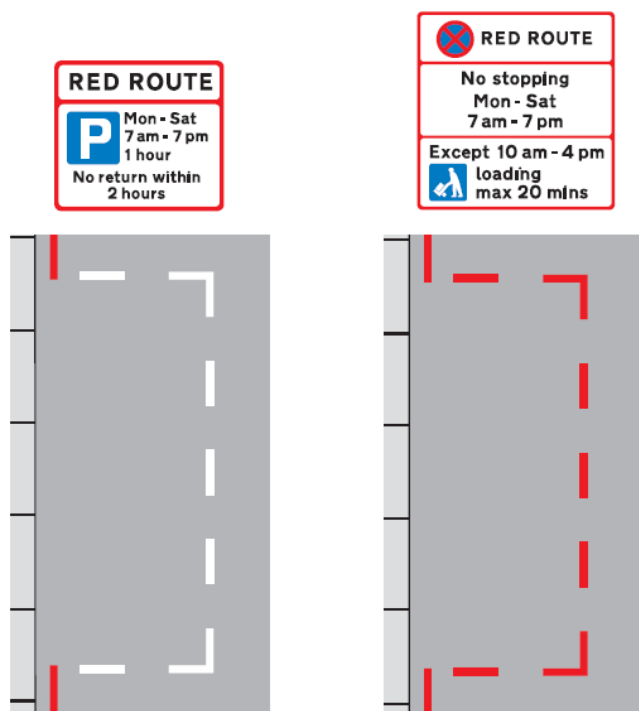 RED ROUTE
P
Mon - Sat
7 am - 7 pm
1 hour
No return within
2 hours
RED ROUTE
No stopping
Mon - Sat
7 am - 7 pm
Except 10 am - 4 pm
loading
max 20 mins